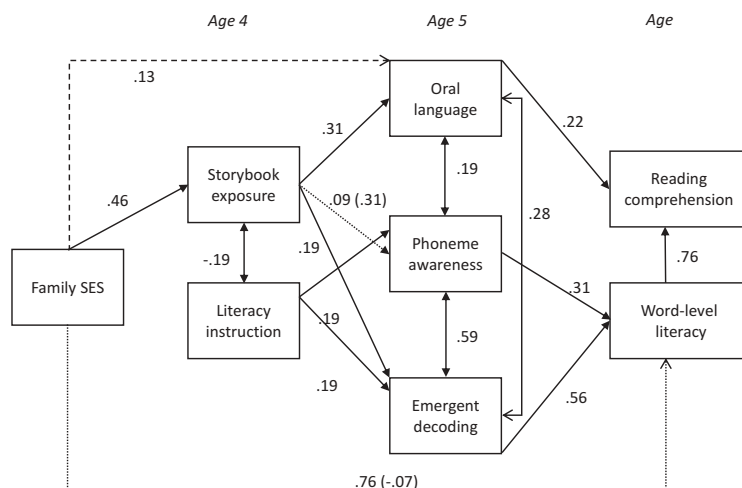 Age 4
Age 5
Age
.13
Oral
language
.31
.22
Storybook
exposure
.46
.19
Reading
comprehension
.09 (.31)
.28
Phoneme
awareness
-.19
.19
.76
Family SES
Literacy
instruction
.31
Word-level
literacy
.19
.59
.19
Emergent
decoding
.56
.76 (-.07)